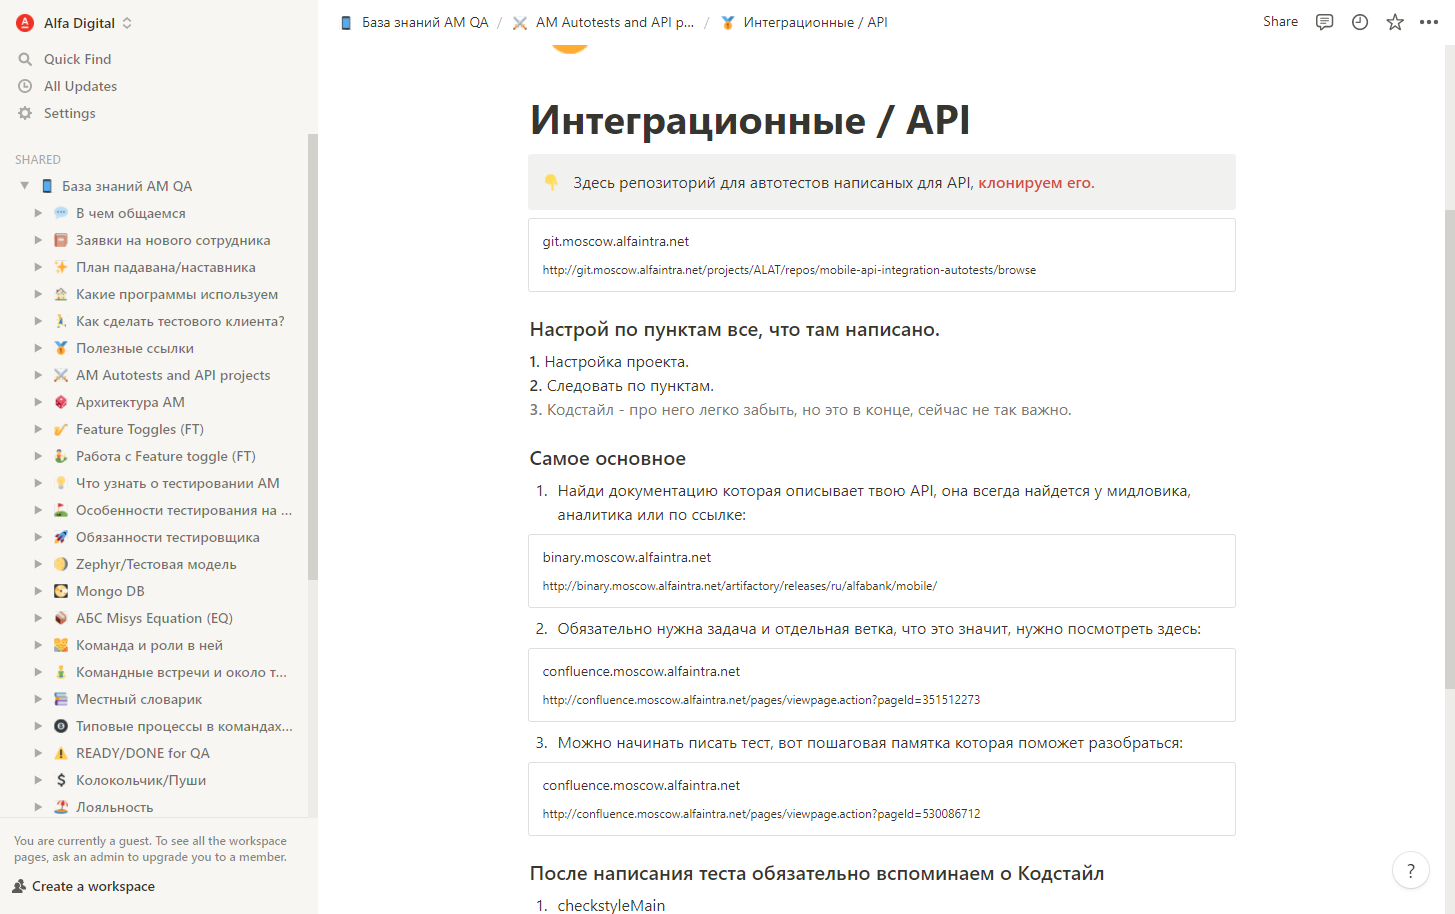 Alfa Digital
Quick Find
All Updates
Settings
SHARED
База знаний AM QA
В чем общаемся
Заявки на нового сотрудника
План падавана/наставника
Какие программы используем
Как сделать тестового клиента?
Полезные ссылки
AM Autotests and API projects
Архитектура АМ
Feature Toggles (FT)
Работа с Feature toggle (FT)
Что узнать о тестировании АМ
Особенности тестирования на ...
Обязанности тестировщика
Zephyr/Тестовая модель
Mongo DB
АБС Misys Equation (EQ)
Команда и роли в ней
Командные встречи и около т...
Местный словарик
Типовые процессы в командах...
READY/DONE for QA
Колокольчик/Пуши
Лояльность
You are currently a guest. To see all the workspace
pages, ask an admin to upgrade you to a member.
Create a workspace
База знаний AM QA / AM Autotests and API p... / Интеграционные / API
Share
Интеграционные / API
Здесь репозиторий для автотестов написаных для API, клонируем его.
git.moscow.alfaintra.net
http://git.moscow.alfaintra.net/projects/ALAT/repos/mobile-api-integration-autotests/browse
Настрой по пунктам все, что там написано.
1. Настройка проекта.
2. Следовать по пунктам.
3. Кодстайл - про него легко забыть, но это в конце, сейчас не так важно.
Самое основное
1. Найди документацию которая описывает твою API, она всегда найдется у мидловика,
аналитика или по ссылке:
binary.moscow.alfaintra.net
http://binary.moscow.alfaintra.net/artifactory/releases/ru/alfabank/mobile/
2. Обязательно нужна задача и отдельная ветка, что это значит, нужно посмотреть здесь:
confluence.moscow.alfaintra.net
http://confluence.moscow.alfaintra.net/pages/viewpage.action?pageId=351512273
3. Можно начинать писать тест, вот пошаговая памятка которая поможет разобраться:
confluence.moscow.alfaintra.net
http://confluence.moscow.alfaintra.net/pages/viewpage.action?pageId=530086712
После написания теста обязательно вспоминаем о Кодстайл
1. checkstyleMain
?